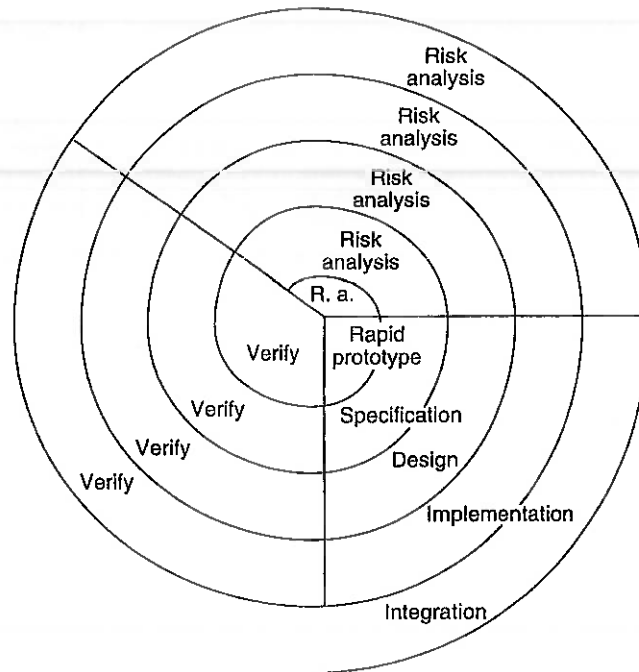 Risk
analysis
Risk
analysis
Risk
analysis
Risk
analysis
R. a.
Rapid
prototype
Verify
Verify
Specification
Verify
Design
Verify
Implementation
Integration